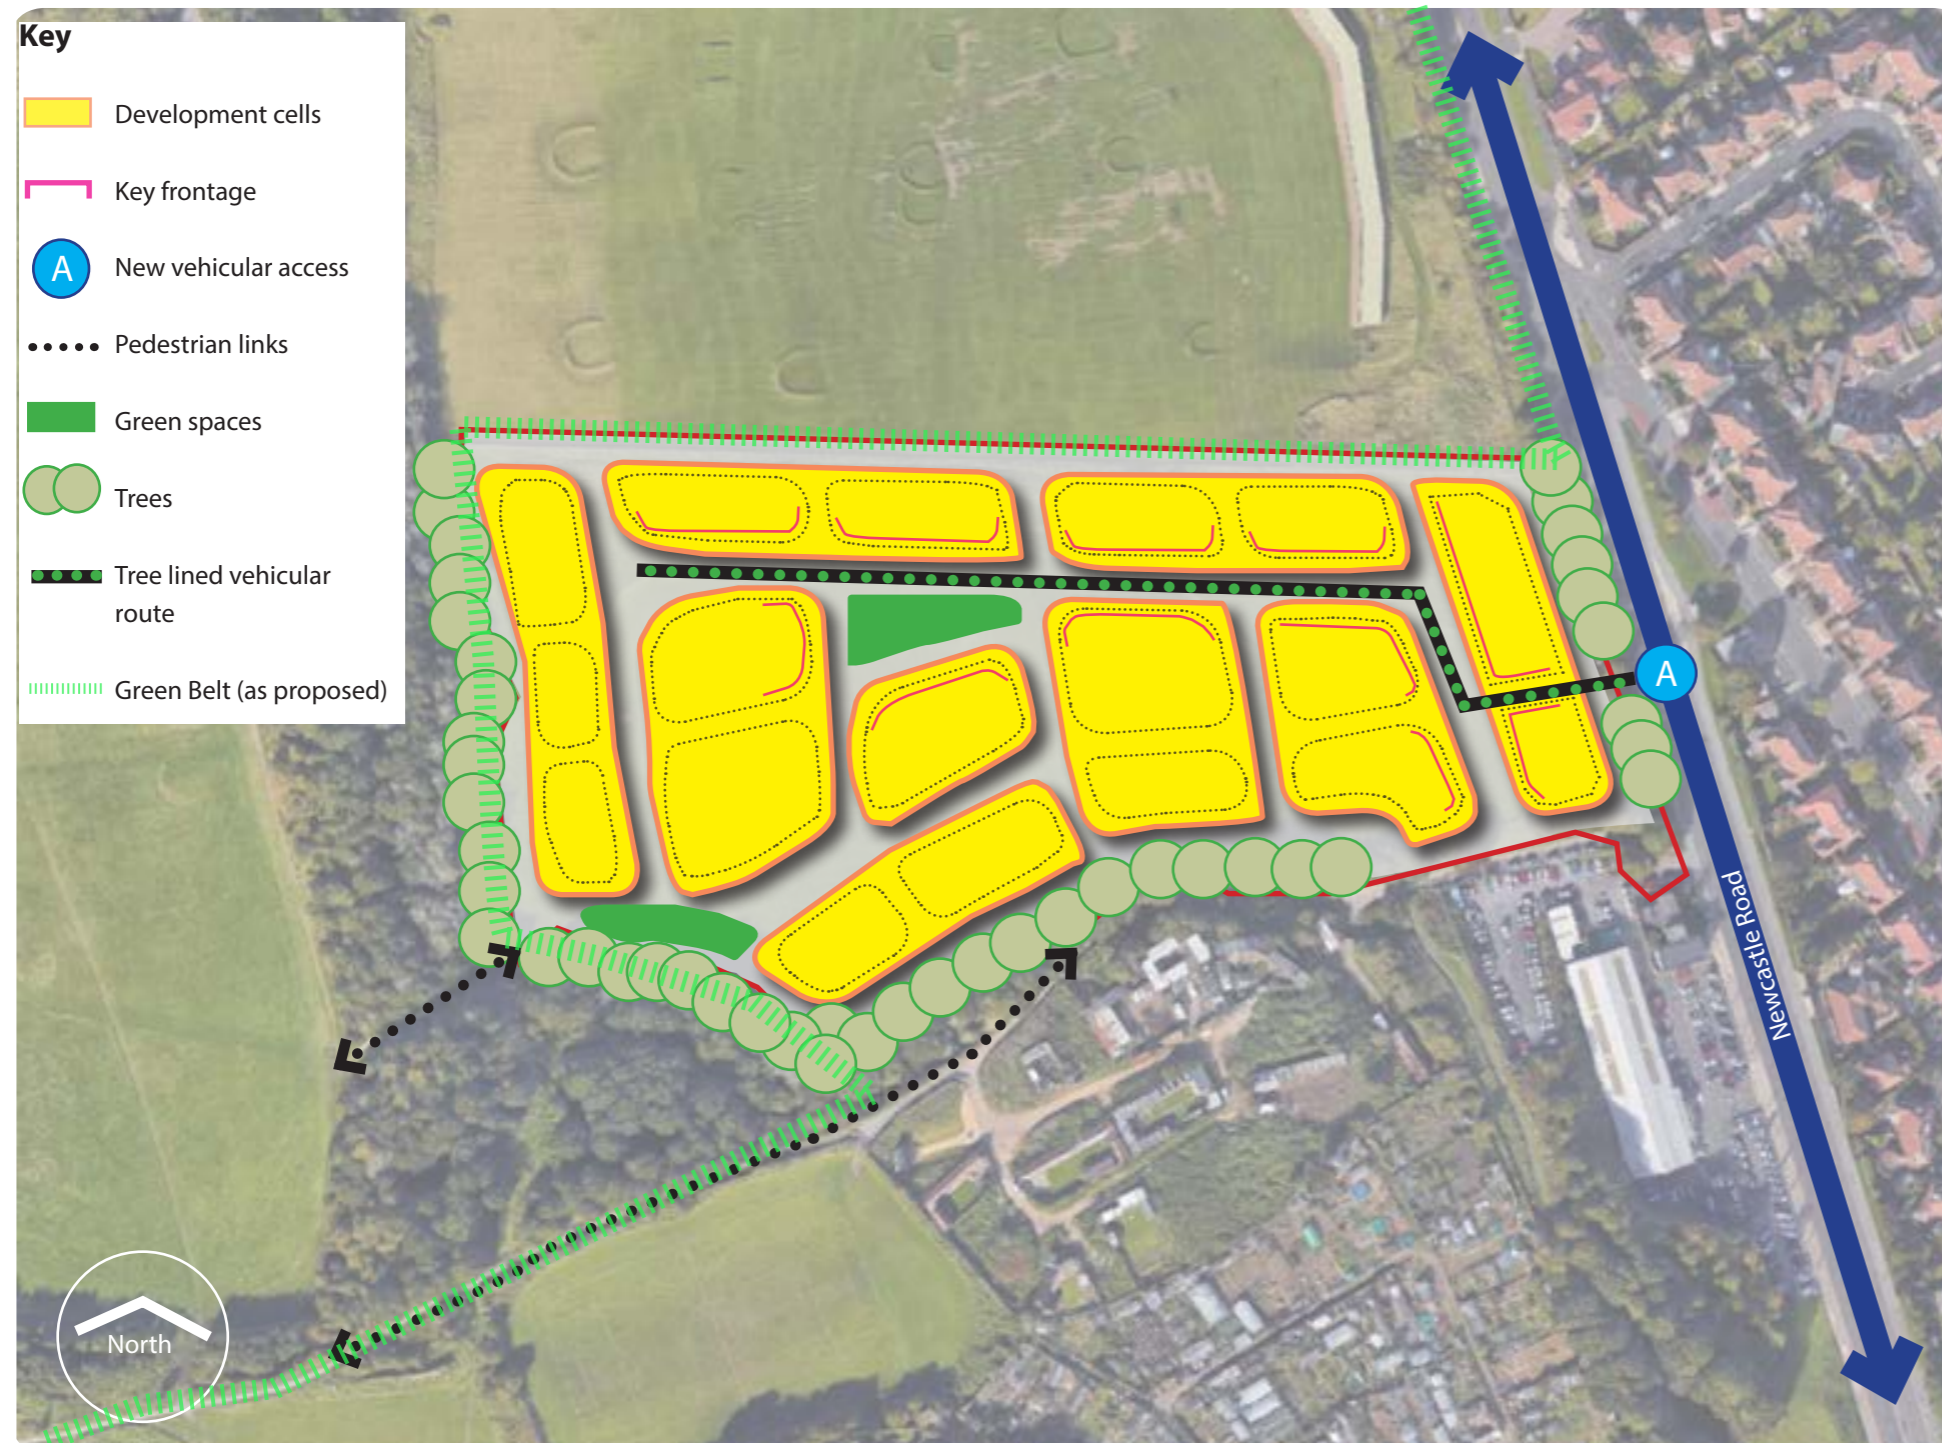 Key
Development cells
Key frontage
A
New vehicular access
Pedestrian links
Green spaces
Trees
Tree lined vehicular
route
Green Belt (as proposed)
A
Newcastle Road
North